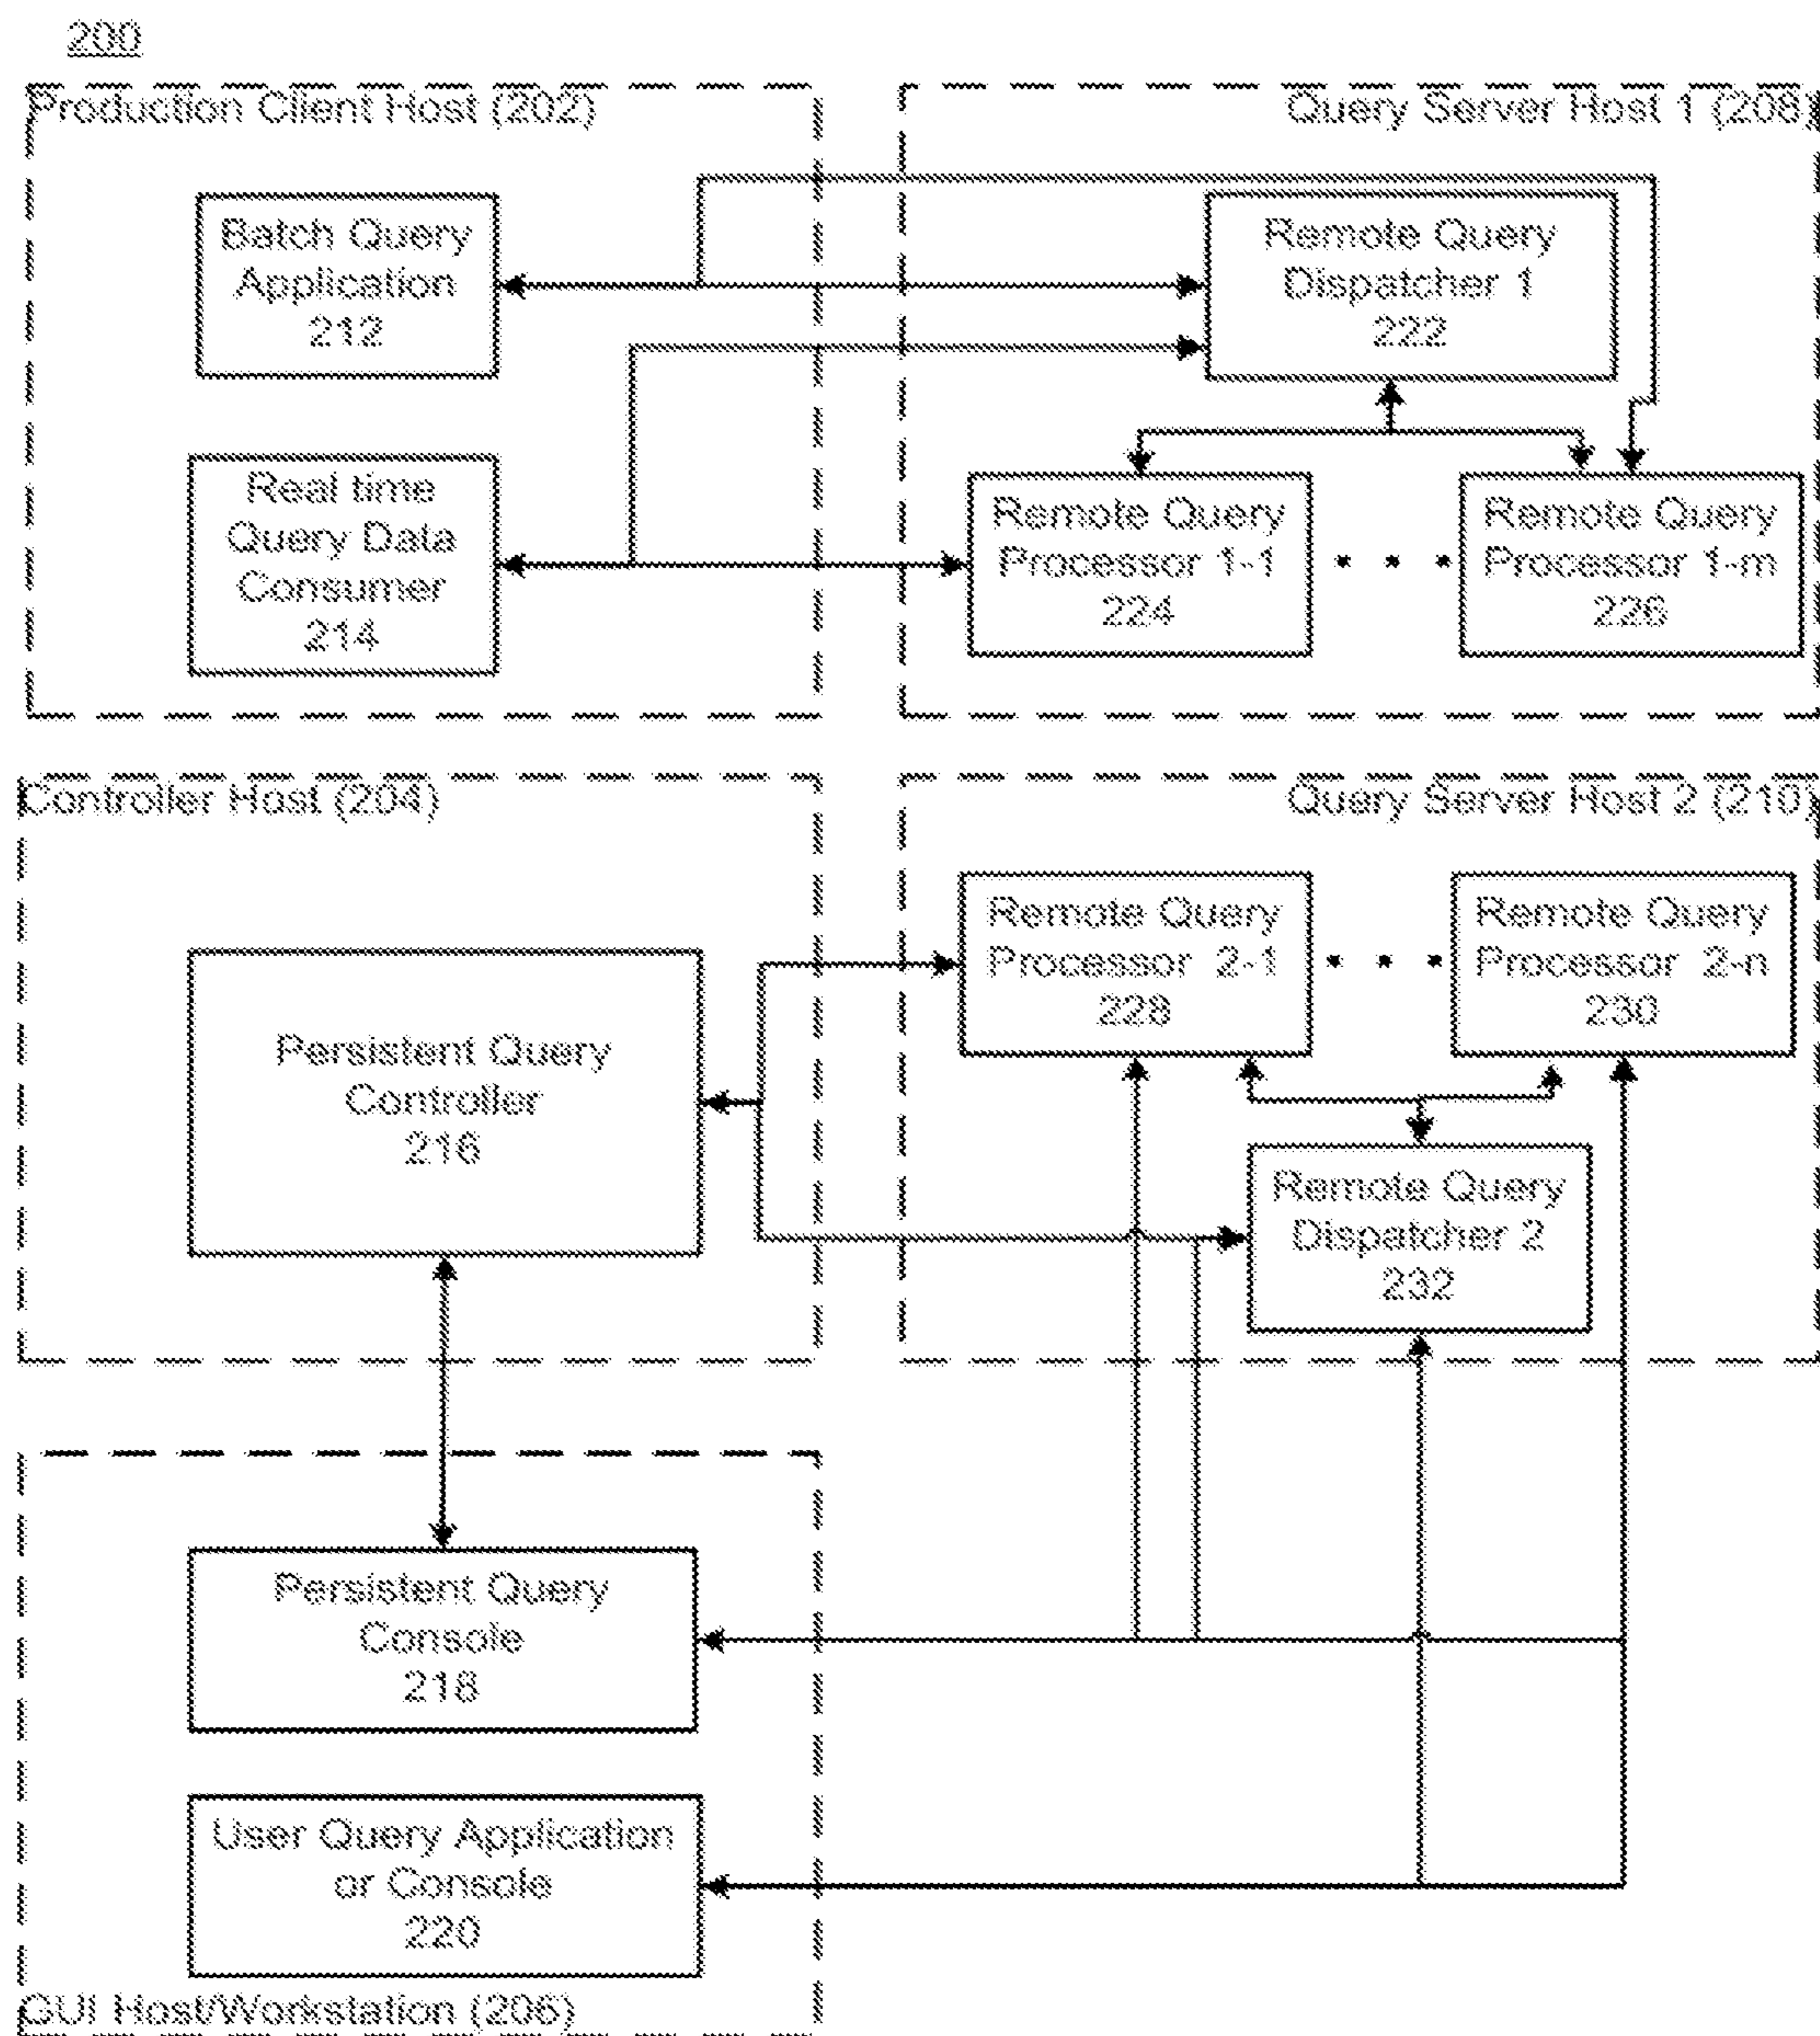 200
Production Client Host (202)
Query Server Host 1 (208)
Batch Query
Application
212
Remote Query
Dispatcher 1
222
Real time
Query Data
Consumer
214
Remote Query
Processor 1-1
224
. . .
Remote Query
Processor 1-m
226
Controller Host (204)
Query Server Host 2 (210)
Persistent Query
Controller
216
Remote Query
Processor 2-1
228
. . .
Remote Query
Processor 2-n
230
Remote Query
Dispatcher 2
232
Persistent Query
Console
218
User Query Application
or Console
220
GUI Host/Workstation (206)